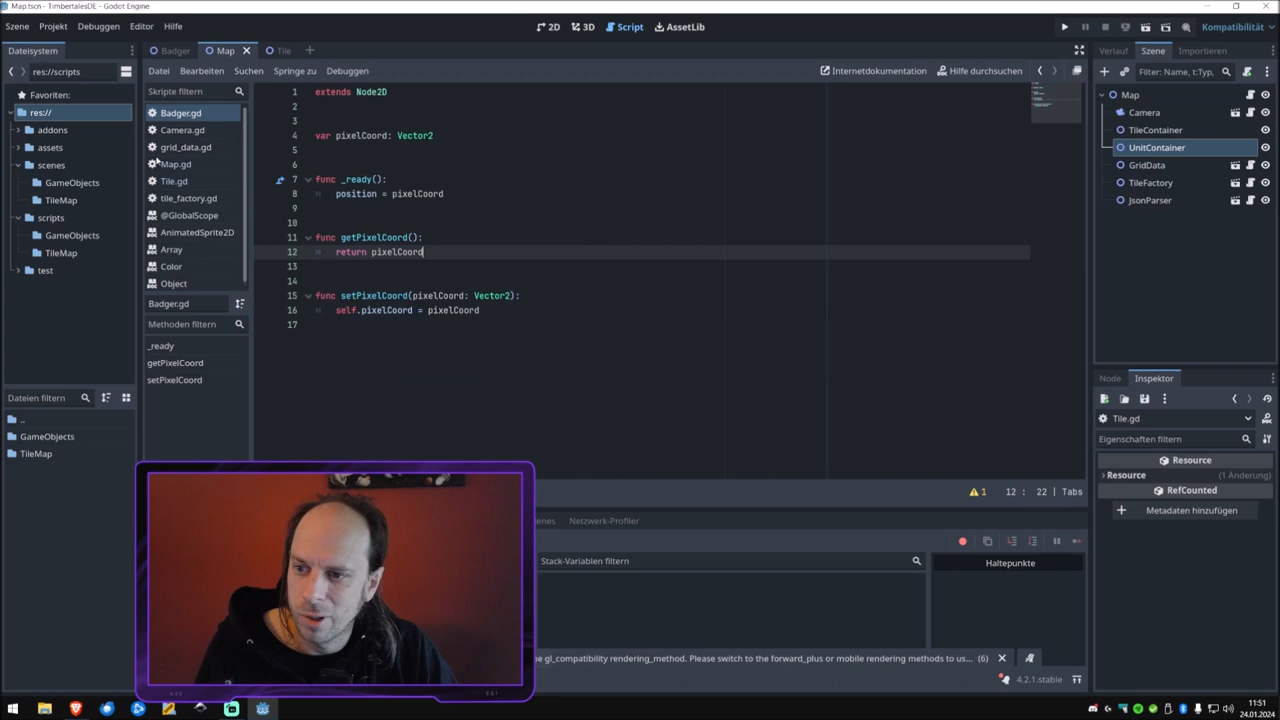 Map.tscn - TimbertalesDE - Godot Engine
Szene Projekt Debuggen Editor Hilfe
2D 3D Script AssetLib
Kompatibilität
Dateisystem
Badger Map Tile
Verlauf Szene Importieren
res://scripts
Datei Bearbeiten Suchen Springe zu Debuggen
Internetdokumentation Hilfe durchsuchen
Filter: Name, t:Typ,
Favoriten:
res://
addons
assets
scenes
GameObjects
TileMap
scripts
GameObjects
TileMap
test
Dateien filtern
..
GameObjects
TileMap
Skripte filtern
Badger.gd
Camera.gd
grid_data.gd
Map.gd
Tile.gd
tile_factory.gd
@GlobalScope
AnimatedSprite2D
Array
Color
Object
Badger.gd
Methoden filtern
_ready
getPixelCoord
setPixelCoord
1 extends Node2D
2
3
4 var pixelCoord: Vector2
5
6
7 func _ready():
8 position = pixelCoord
9
10
11 func getPixelCoord():
12 return pixelCoord
13
14
15 func setPixelCoord(pixelCoord: Vector2):
16 self.pixelCoord = pixelCoord
17
1 12 : 22 | Tabs
Netzwerk-Profiler
Stack-Variablen filtern
Haltepunkte
gl_compatibility rendering_method. Please switch to the forward_plus or mobile rendering methods to us... (6)
4.2.1.stable
Map
Camera
TileContainer
UnitContainer
GridData
TileFactory
JsonParser
Node Inspektor
Tile.gd
Eigenschaften filtern
Resource
Resource (1 Änderung)
RefCounted
Metadaten hinzufügen
11:51
24.01.2024